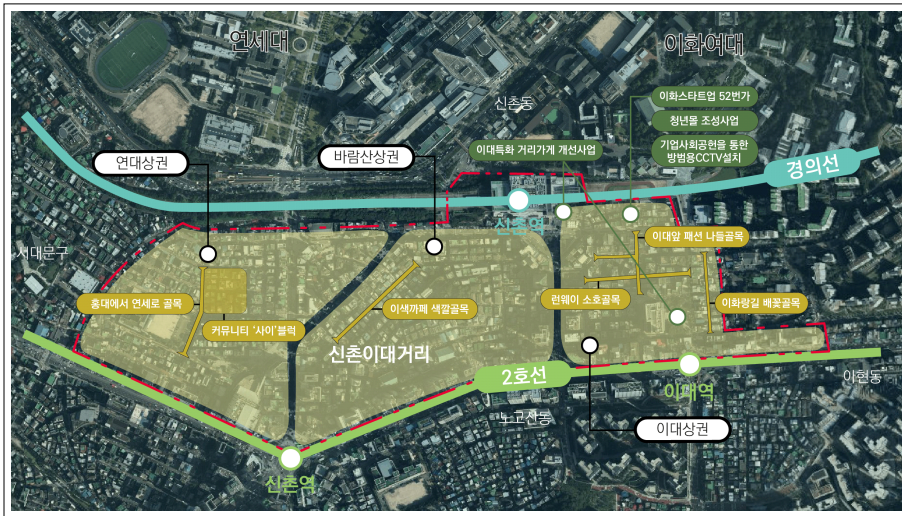 연세대
이화여대
신촌동
이화스타트업 52번가
청년몰 조성사업
기업사회공헌을 통한
방범용CCTV설치
이대특화 거리가게 개선사업
연대상권
바람산상권
경의선
신촌역
서대문구
이대앞 패션 나들골목
홍대에서 연세로 골목
커뮤니티 '사이'블럭
이색까페 색깔골목
런웨이 소호골목
이화랑길 배꽃골목
신촌이대거리
2호선
이대역
아현동
노고산동
이대상권
신촌역